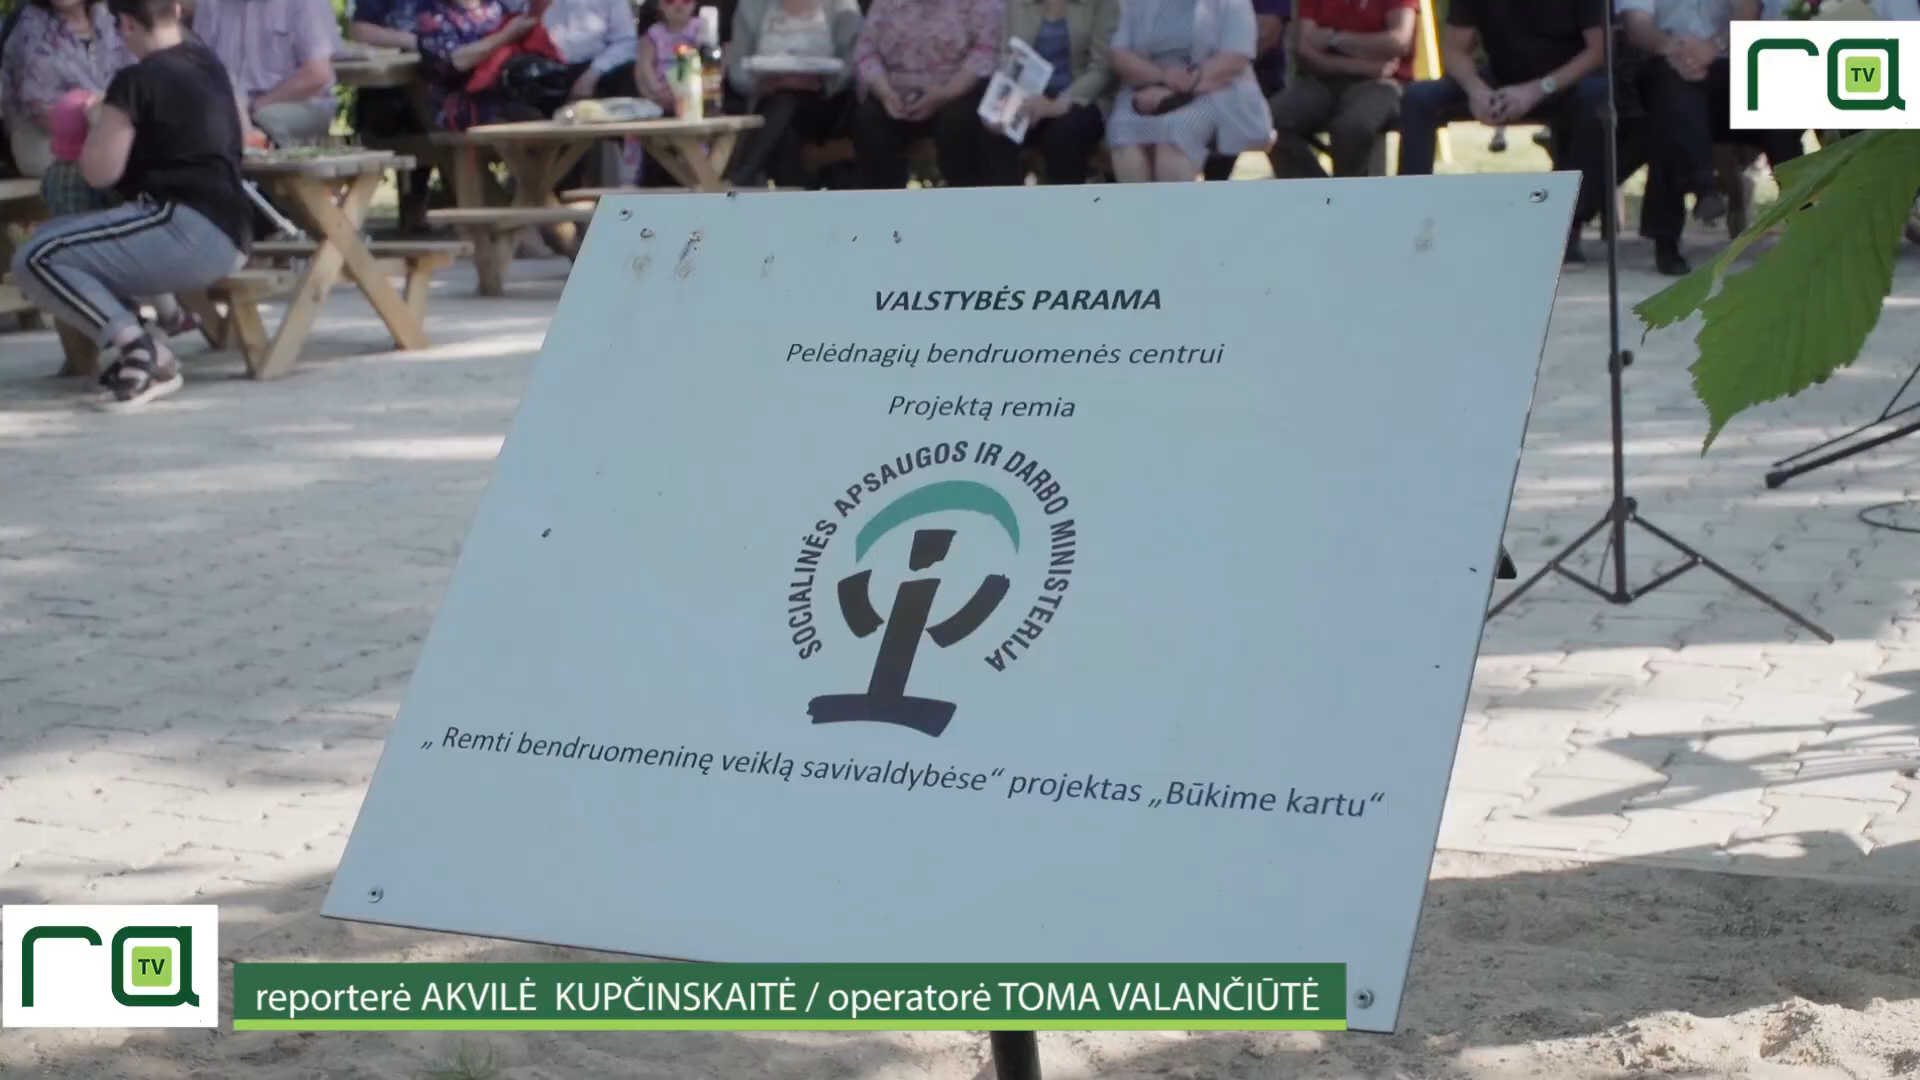 ra TV
VALSTYBĖS PARAMA
Pelėdnagių bendruomenės centrui
Projektą remia
SOCIALINĖS APSAUGOS IR DARBO MINISTERIJA
„ Remti bendruomeninę veiklą savivaldybėse“ projektas „Būkime kartu“
ra TV
reporterė AKVILĖ KUPČINSKAITĖ / operatorė TOMA VALANČIŪTĖ